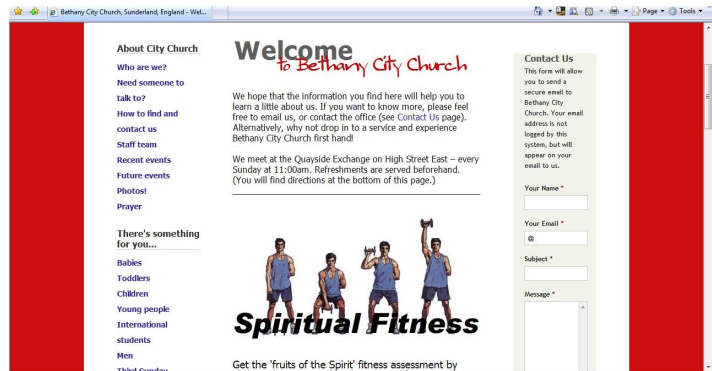 Bethany City Church, Sunderland, England - Wel...
Page
Tools
About City Church
Who are we?
Need someone to
talk to?
How to find and
contact us
Staff team
Recent events
Future events
Photos!
Prayer
There's something
for you...
Babies
Toddlers
Children
Young people
International
students
Men
Third Sunday
Welcome
to Bethany City Church
We hope that the information you find here will help you to
learn a little about us. If you want to know more, please feel
free to email us, or contact the office (see Contact Us page).
Alternatively, why not drop in to a service and experience
Bethany City Church first hand!
We meet at the Quayside Exchange on High Street East – every
Sunday at 11:00am. Refreshments are served beforehand.
(You will find directions at the bottom of this page.)
Spiritual Fitness
Get the 'fruits of the Spirit' fitness assessment by
Contact Us
This form will allow
you to send a
secure email to
Bethany City
Church. Your email
address is not
logged by this
system, but will
appear on your
email to us.
Your Name *
Your Email *
@
Subject *
Message *